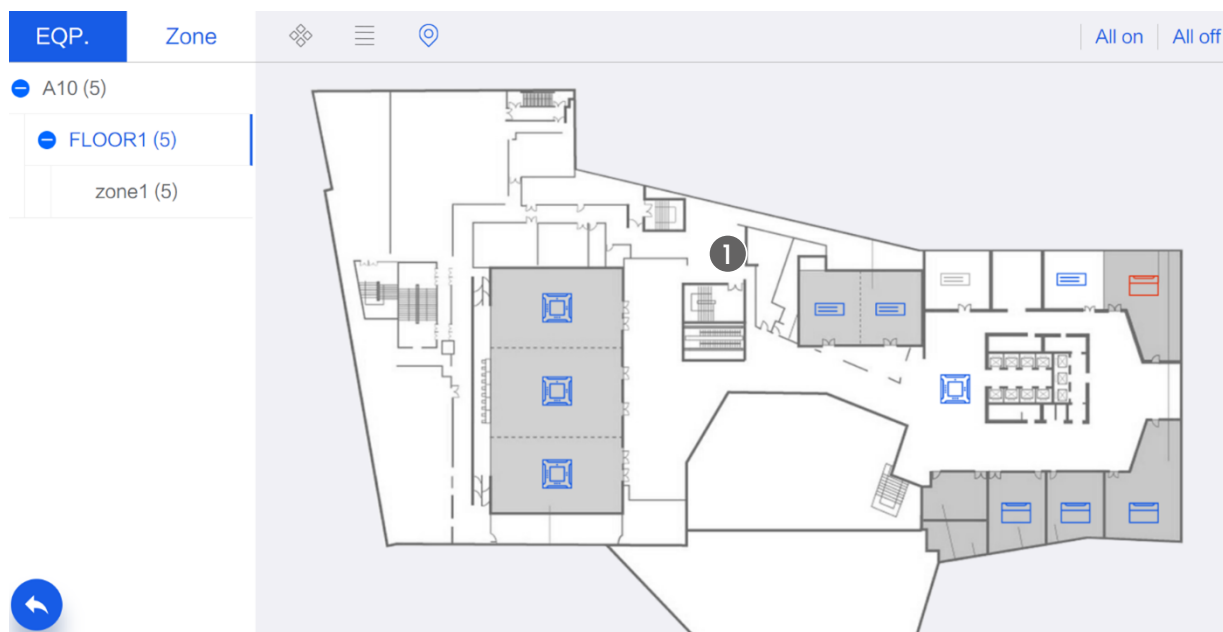 EQP.
Zone
All on
All off
A10 (5)
FLOOR1 (5)
zone1 (5)
1